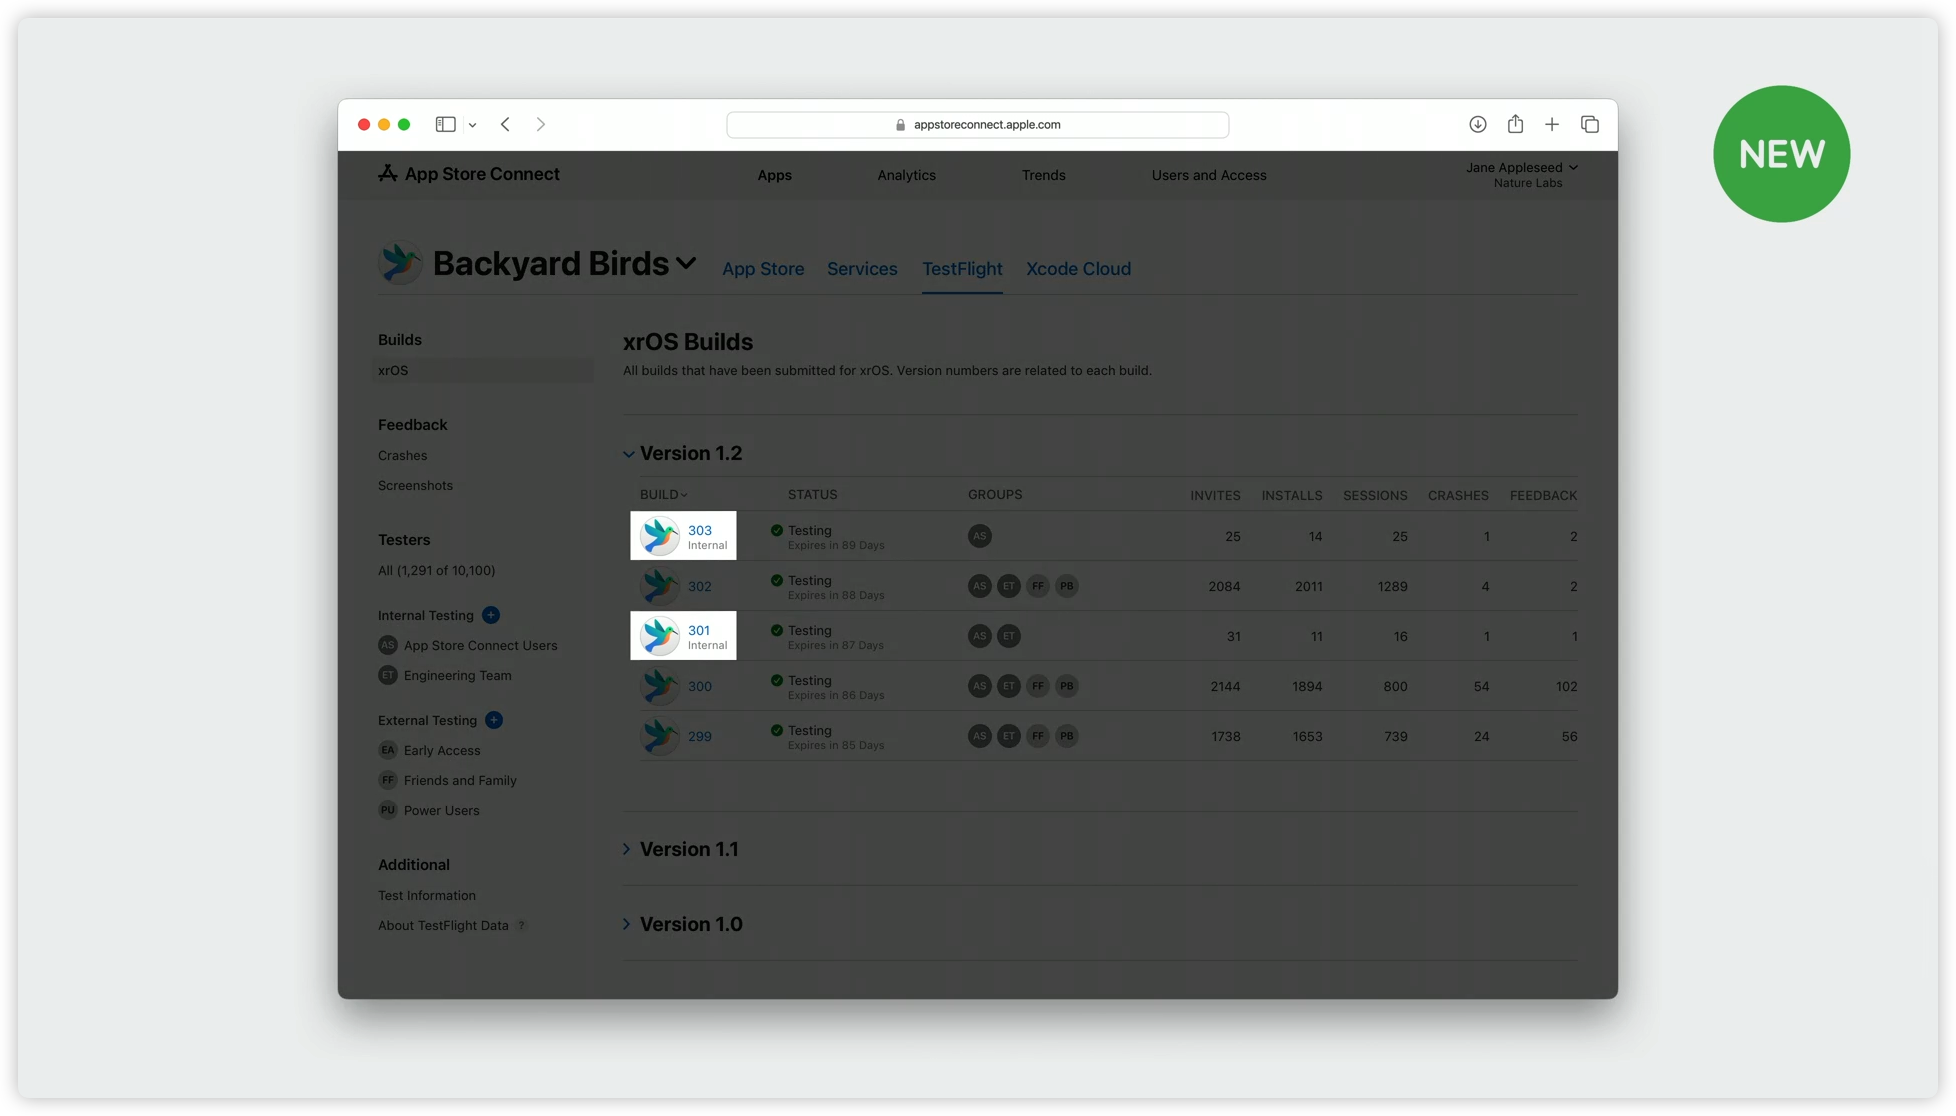 appstoreconnect.apple.com
NEW
App Store Connect Apps Analytics Trends Users and Access Jane Appleseed
Nature Labs
Backyard Birds App Store Services TestFlight Xcode Cloud
Builds
xrOS
Feedback
Crashes
Screenshots
Testers
All (1,291 of 10,100)
Internal Testing
AS App Store Connect Users
ET Engineering Team
External Testing
EA Early Access
FF Friends and Family
PU Power Users
Additional
Test Information
About TestFlight Data ?
xrOS Builds
All builds that have been submitted for xrOS. Version numbers are related to each build.
Version 1.2
BUILD STATUS GROUPS INVITES INSTALLS SESSIONS CRASHES FEEDBACK
303 Testing AS 25 14 25 1 2
Internal Expires in 89 Days
302 Testing AS ET FF PB 2084 2011 1289 4 2
Expires in 88 Days
301 Testing AS ET 31 11 16 1 1
Internal Expires in 87 Days
300 Testing AS ET FF PB 2144 1894 800 54 102
Expires in 86 Days
299 Testing AS ET FF PB 1738 1653 739 24 56
Expires in 85 Days
Version 1.1
Version 1.0